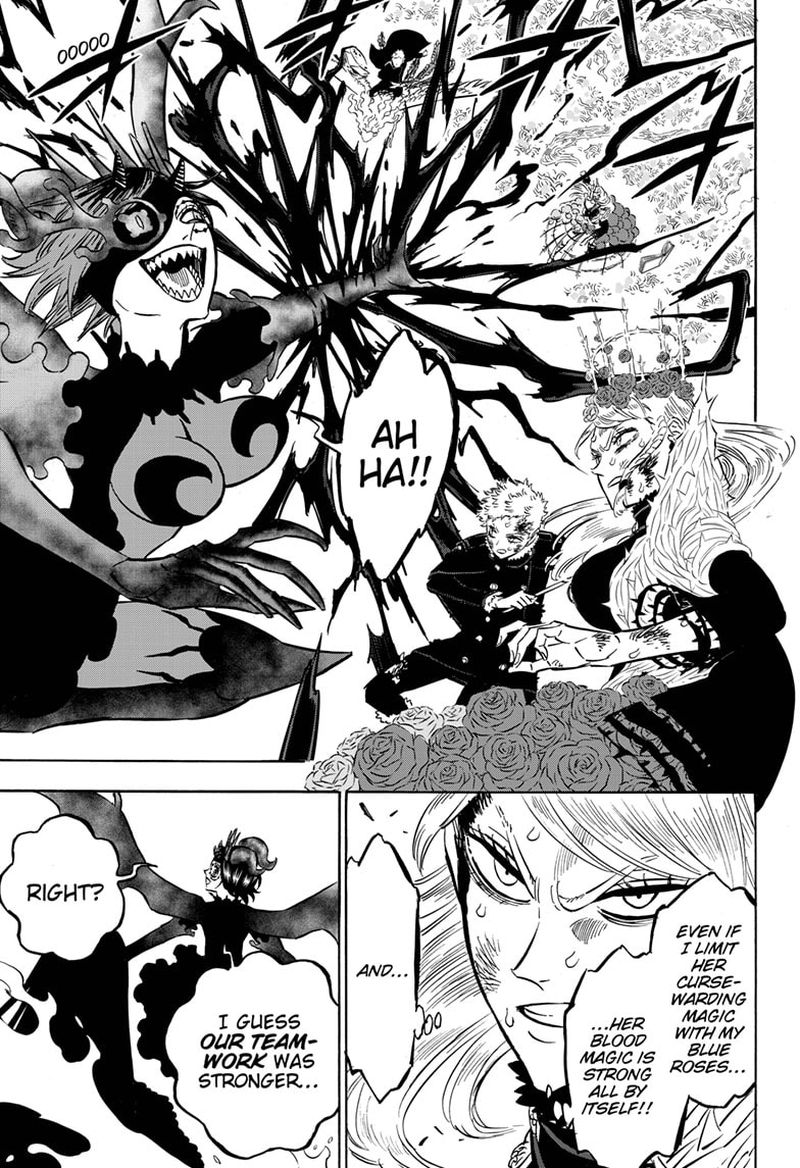 OOOOO
AH
HA!!
EVEN IF
I LIMIT
HER
CURSE-
WARDING
MAGIC
WITH MY
BLUE
ROSES...
...HER
BLOOD
MAGIC IS
STRONG
ALL BY
ITSELF!!
AND...
RIGHT?
I GUESS
OUR TEAM-
WORK WAS
STRONGER...